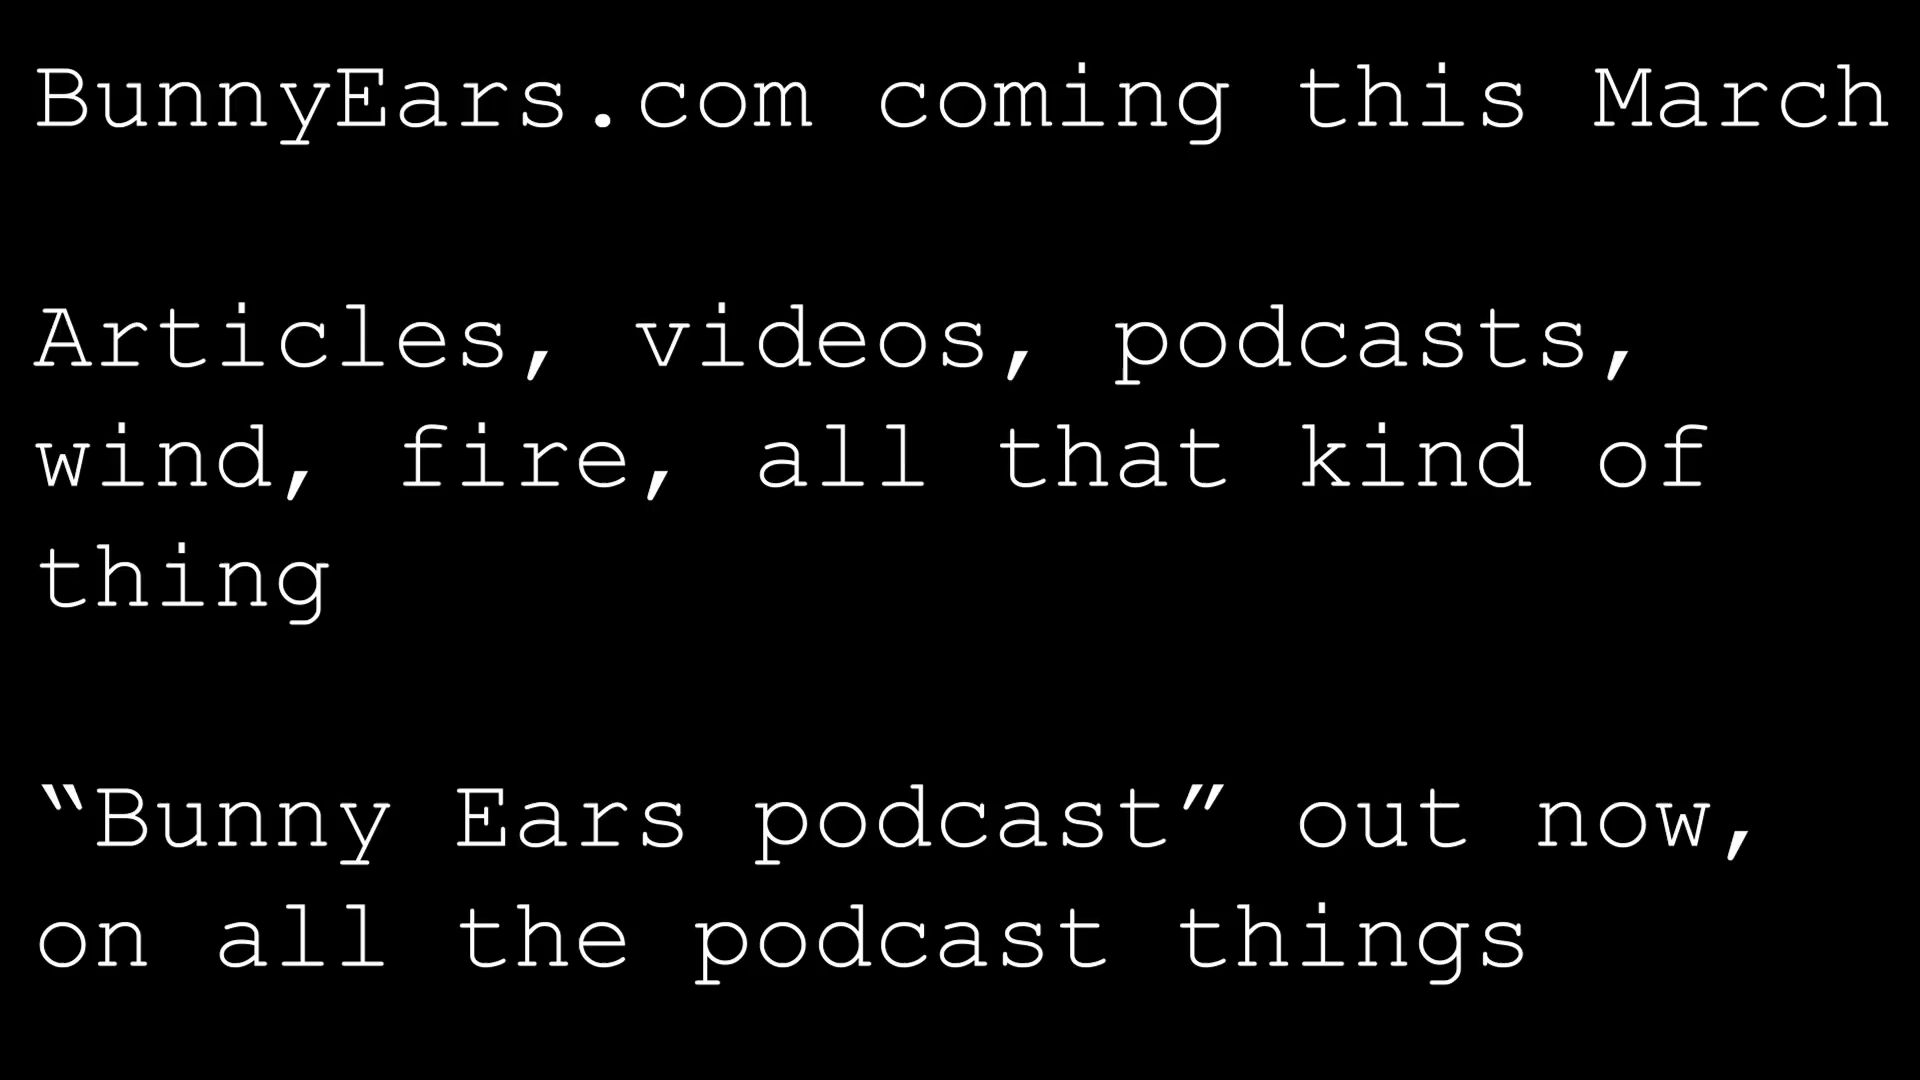 BunnyEars.com coming this March
Articles, videos, podcasts,
wind, fire, all that kind of
thing
“Bunny Ears podcast” out now,
on all the podcast things